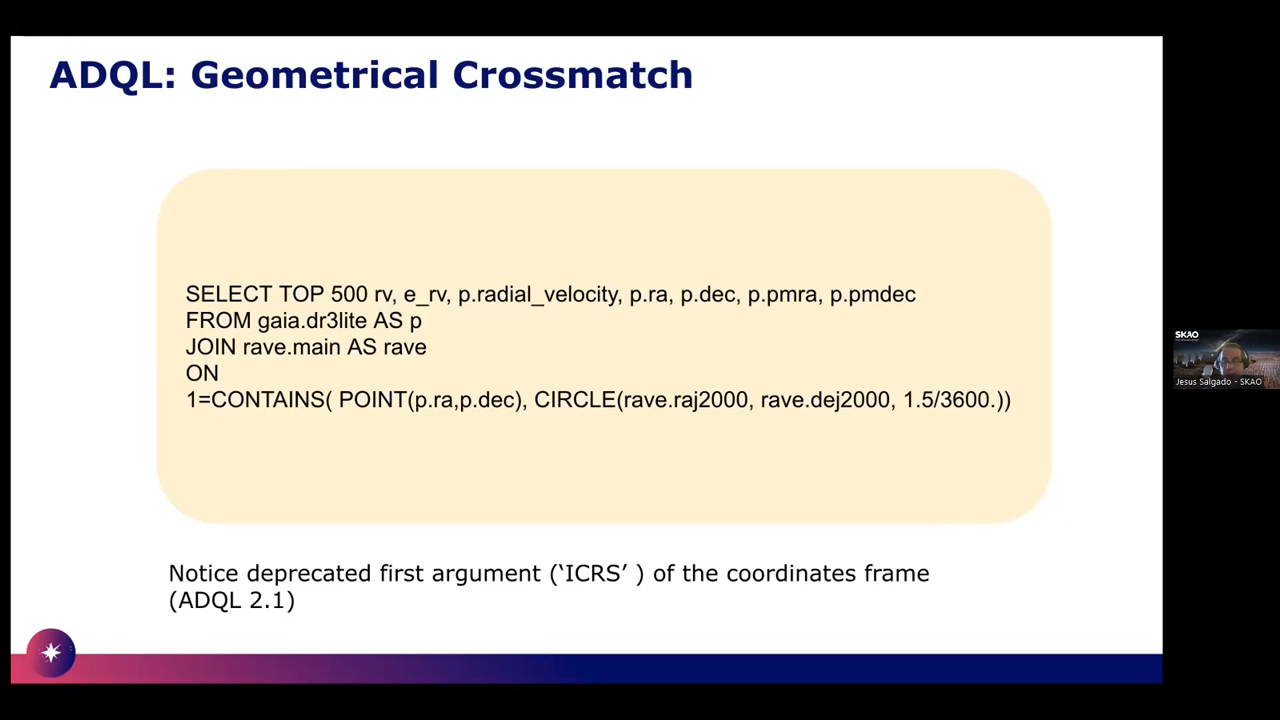 ADQL: Geometrical Crossmatch
SELECT TOP 500 rv, e_rv, p.radial_velocity, p.ra, p.dec, p.pmra, p.pmdec
FROM gaia.dr3lite AS p
JOIN rave.main AS rave
ON
1=CONTAINS( POINT(p.ra,p.dec), CIRCLE(rave.raj2000, rave.dej2000, 1.5/3600.))
Notice deprecated first argument (‘ICRS’ ) of the coordinates frame
(ADQL 2.1)
SKAO
Jesus Salgado - SKAO